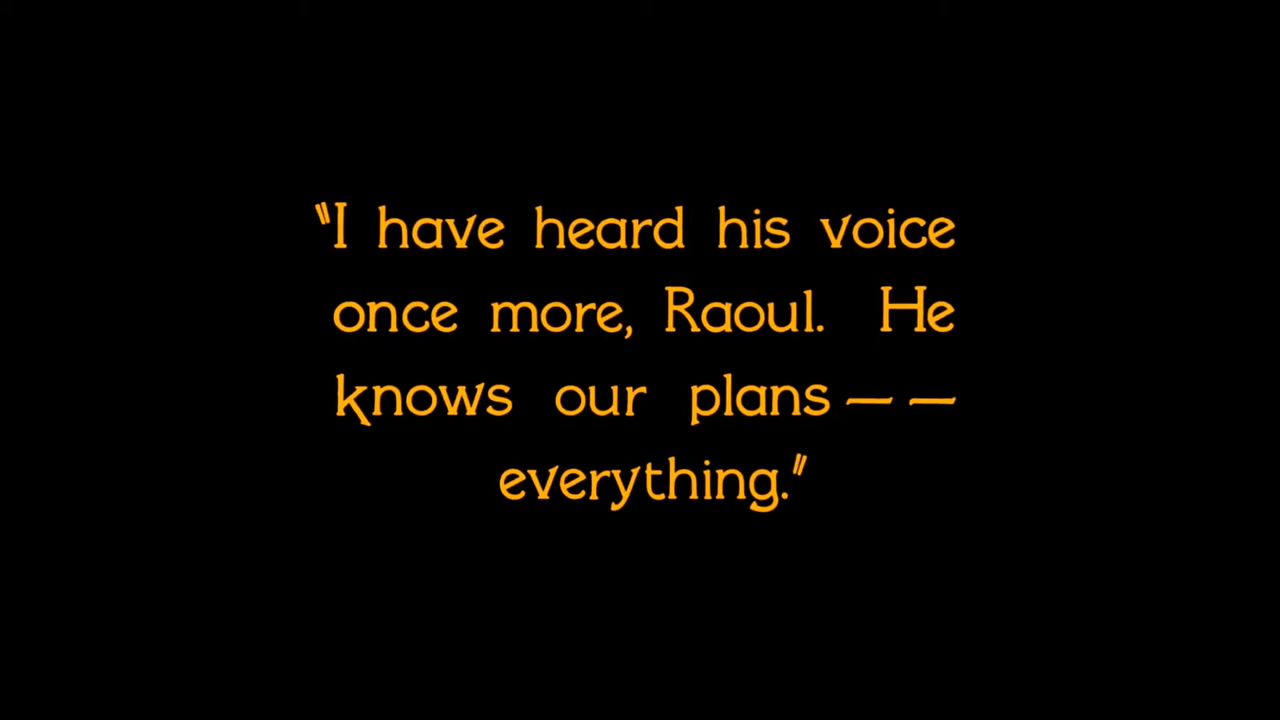 "I have heard his voice
once more, Raoul. He
knows our plans — —
everything."